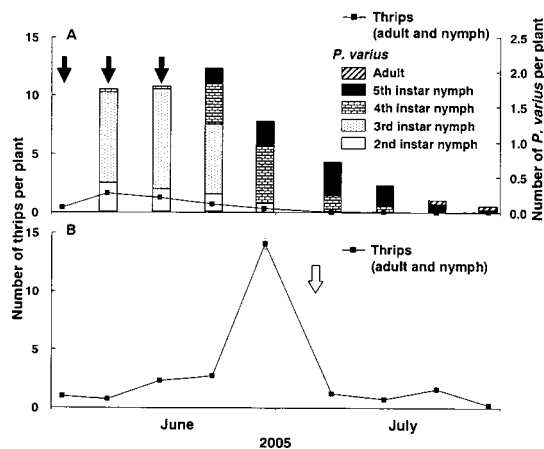 A
15
10
5
0
Thrips
(adult and nymph)
P. varius
Adult
5th instar nymph
4th instar nymph
3rd instar nymph
2nd instar nymph
2.5
2.0
1.5
1.0
0.5
0.0
Number of P. varius per plant
Number of thrips per plant
B
15
10
5
0
Thrips
(adult and nymph)
June
July
2005